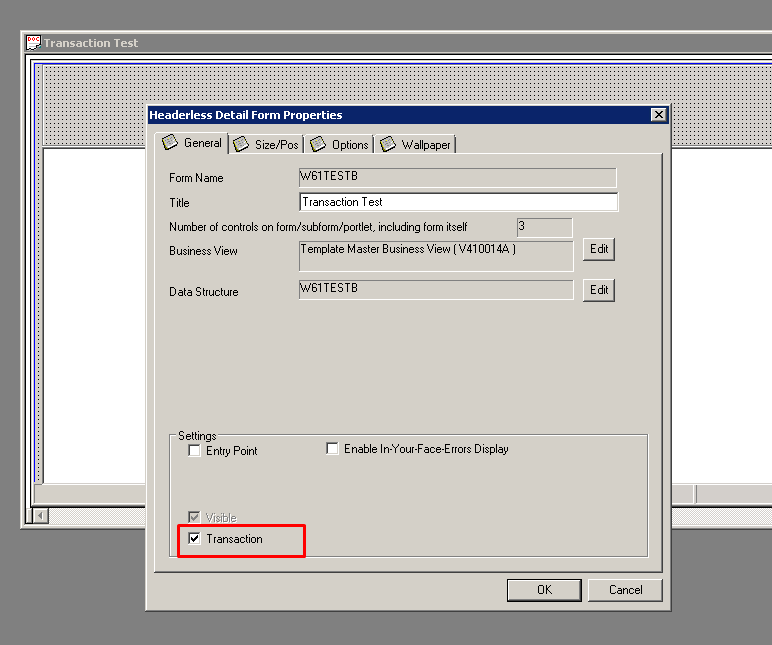 DOC
Transaction Test
Headerless Detail Form Properties
General Size/Pos Options Wallpaper
Form Name W61TESTB
Title Transaction Test
Number of controls on form/subform/portlet, including form itself 3
Business View Template Master Business View ( V410014A ) Edit
Data Structure W61TESTB Edit
Settings
Entry Point Enable In-Your-Face-Errors Display
Visible
Transaction
OK Cancel